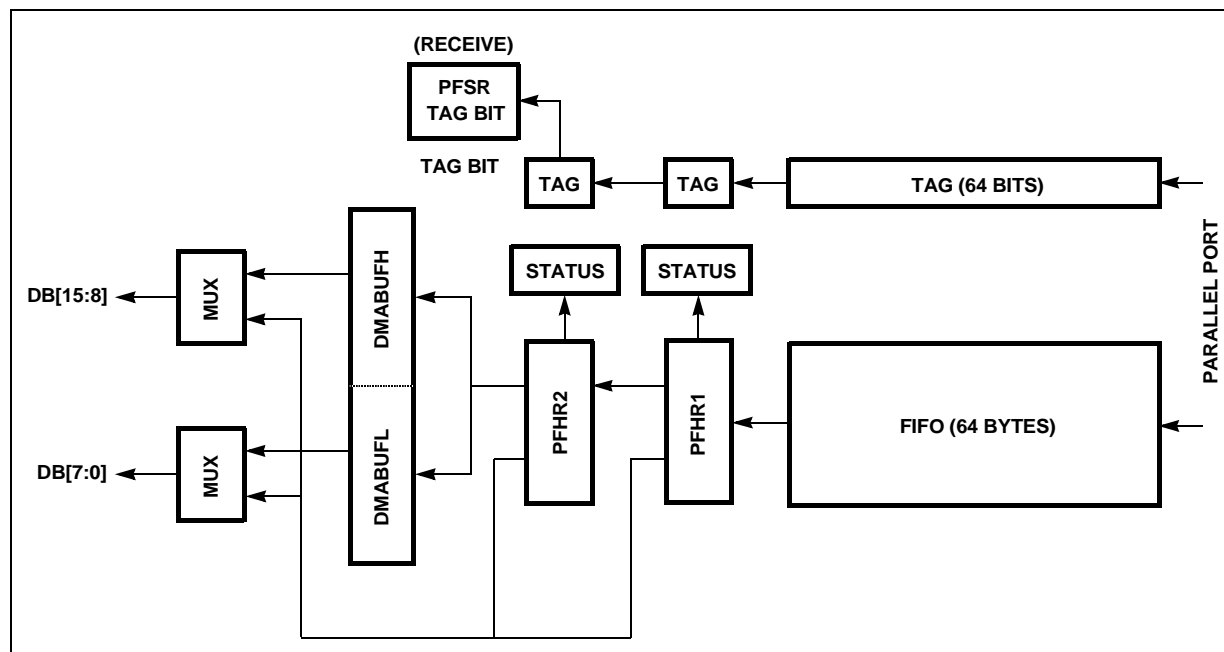 (RECEIVE)
PFSR
TAG BIT
TAG BIT
TAG
TAG
TAG (64 BITS)
PARALLEL PORT
STATUS
STATUS
DB[15:8]
MUX
DMABUFH
PFHR2
PFHR1
FIFO (64 BYTES)
DB[7:0]
MUX
DMABUFL